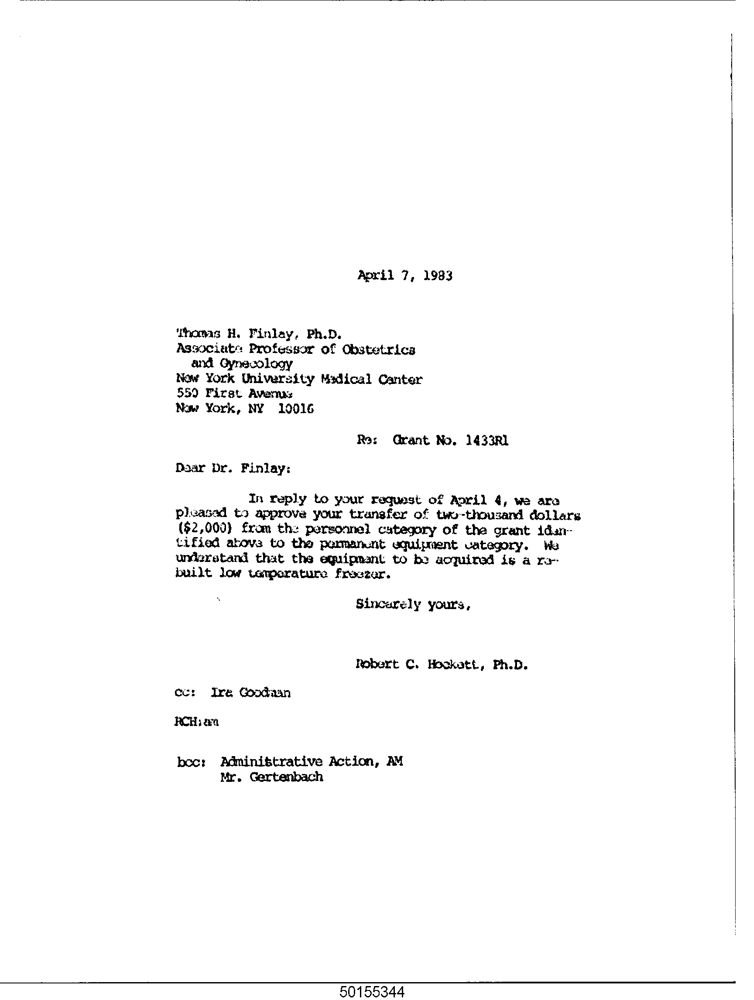 April 7, 1983
Thomas H. Finlay, Ph.D.
Associate Professor of Obstetrics
and Gynecology
New York University Medical Center
550 First Avenue
New York, NY 10016
Re: Grant No. 1433R1
Dear Dr. Finlay:
In reply to your request of April 4, we are
pleased to approve your transfer of two-thousand dollars
($2,000) from the personnel category of the grant iden-
tified above to the permanent equipment category. We
understand that the equipment to be acquired is a re-
built low temperature freezer.
Sincerely yours,
Robert C. Hockett, Ph.D.
cc: Ira Goodman
RCH:am
bcc: Administrative Action, AM
Mr. Gertenbach
50155344